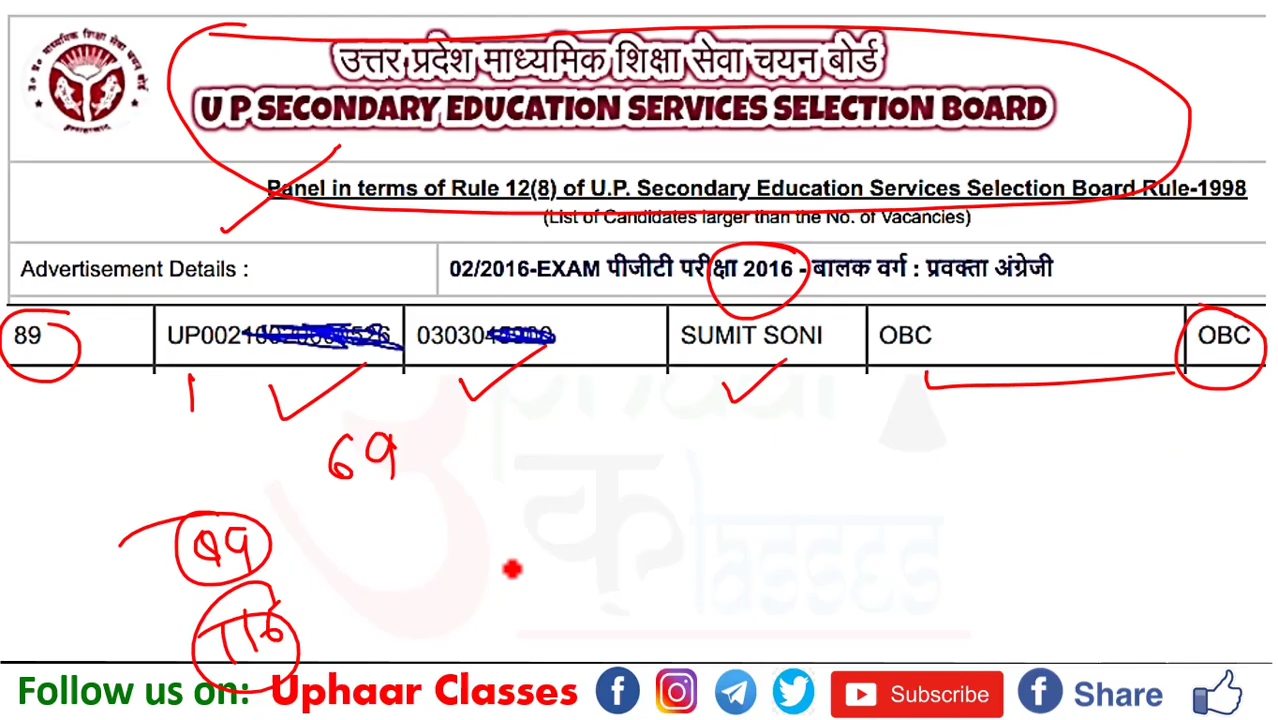 उत्तर प्रदेश माध्यमिक शिक्षा सेवा चयन बोर्ड
U P SECONDARY EDUCATION SERVICES SELECTION BOARD
Panel in terms of Rule 12(8) of U.P. Secondary Education Services Selection Board Rule-1998
(List of Candidates larger than the No. of Vacancies)
Advertisement Details : 02/2016-EXAM पीजीटी परीक्षा 2016 - बालक वर्ग : प्रवक्ता अंग्रेजी
89 UP002 03030 SUMIT SONI OBC OBC
69
89
116
Follow us on: Uphaar Classes Subscribe Share